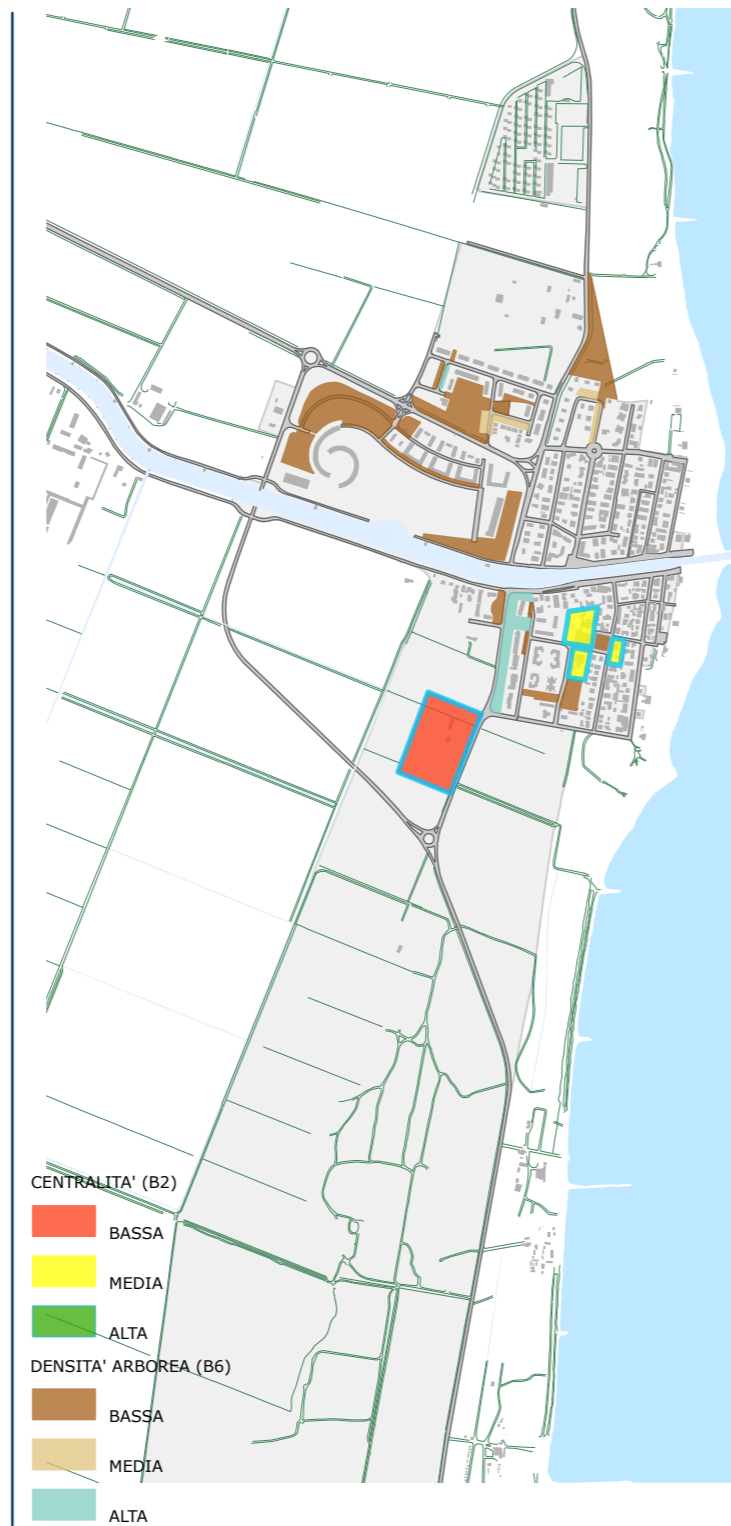 CENTRALITA' (B2)
BASSA
MEDIA
ALTA
DENSITA' ARBOREA (B6)
BASSA
MEDIA
ALTA